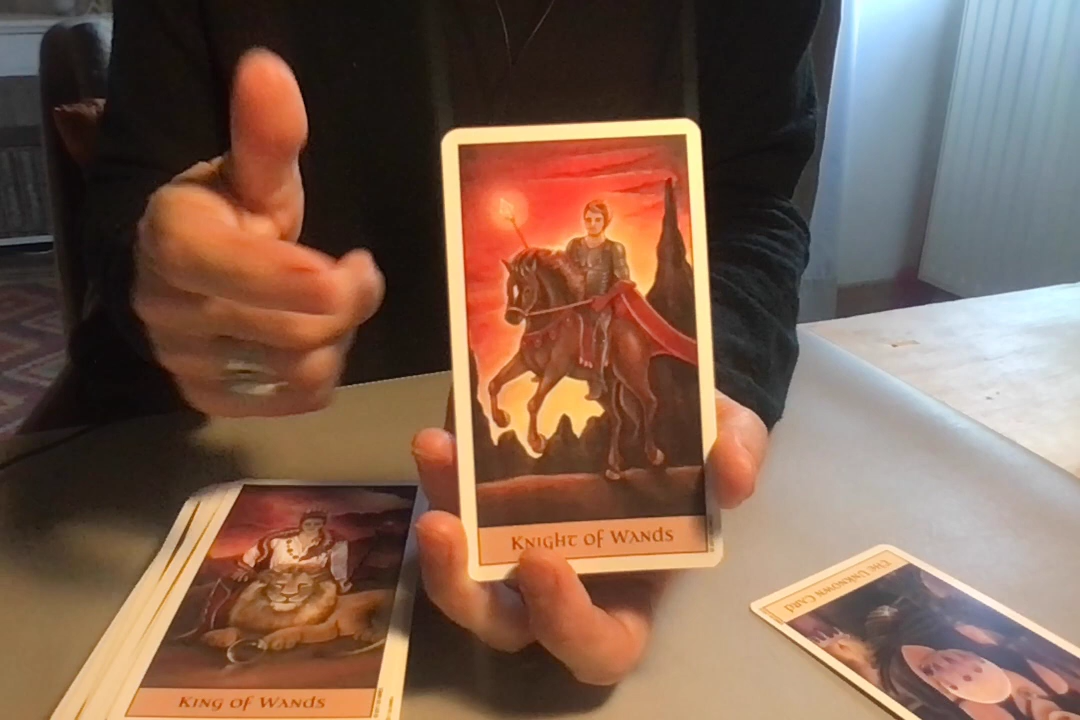 Knight of Wands
King of Wands
The Unknown Card